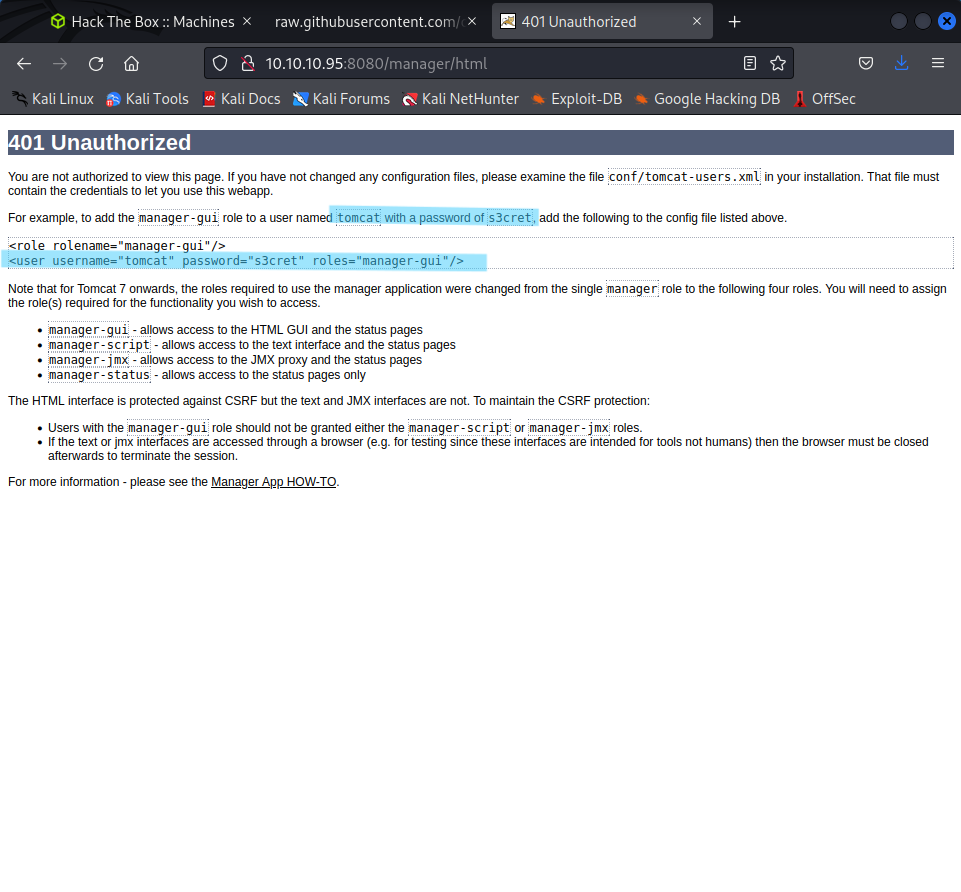 Hack The Box :: Machines
raw.githubusercontent.com/
401 Unauthorized
10.10.10.95:8080/manager/html
Kali Linux
Kali Tools
Kali Docs
Kali Forums
Kali NetHunter
Exploit-DB
Google Hacking DB
OffSec
401 Unauthorized
You are not authorized to view this page. If you have not changed any configuration files, please examine the file conf/tomcat-users.xml in your installation. That file must
contain the credentials to let you use this webapp.
For example, to add the manager-gui role to a user named tomcat with a password of s3cret, add the following to the config file listed above.
<role rolename="manager-gui"/>
<user username="tomcat" password="s3cret" roles="manager-gui"/>
Note that for Tomcat 7 onwards, the roles required to use the manager application were changed from the single manager role to the following four roles. You will need to assign
the role(s) required for the functionality you wish to access.
manager-gui - allows access to the HTML GUI and the status pages
manager-script - allows access to the text interface and the status pages
manager-jmx - allows access to the JMX proxy and the status pages
manager-status - allows access to the status pages only
The HTML interface is protected against CSRF but the text and JMX interfaces are not. To maintain the CSRF protection:
Users with the manager-gui role should not be granted either the manager-script or manager-jmx roles.
If the text or jmx interfaces are accessed through a browser (e.g. for testing since these interfaces are intended for tools not humans) then the browser must be closed
afterwards to terminate the session.
For more information - please see the Manager App HOW-TO.